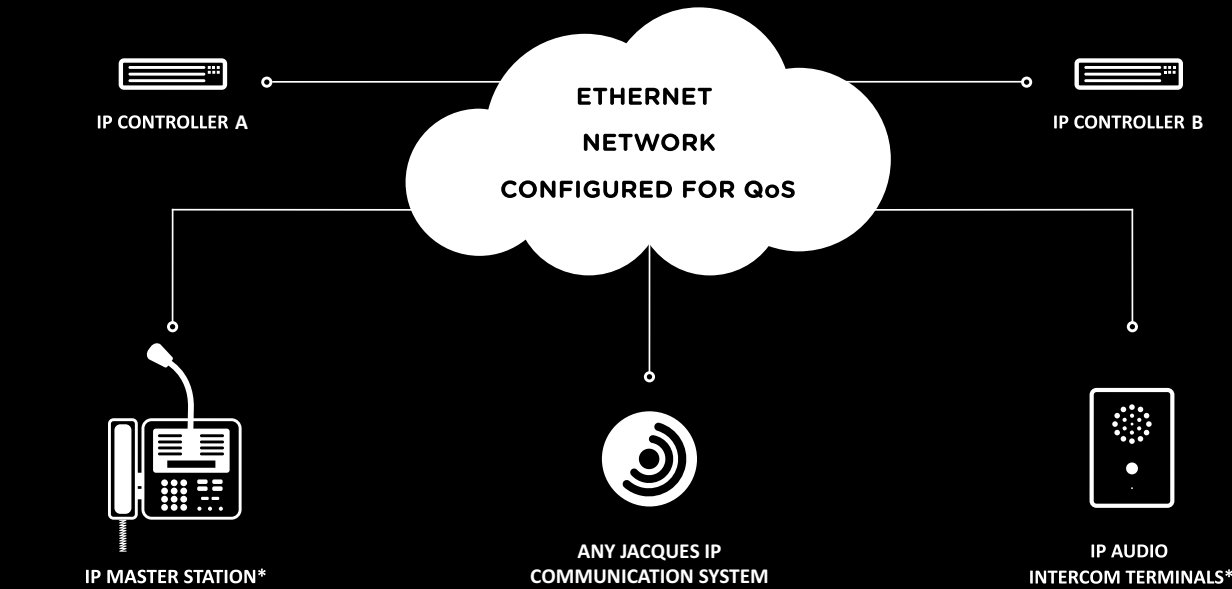 ETHERNET
NETWORK
CONFIGURED FOR QoS
IP CONTROLLER A
IP CONTROLLER B
IP MASTER STATION*
ANY JACQUES IP
COMMUNICATION SYSTEM
IP AUDIO
INTERCOM TERMINALS*